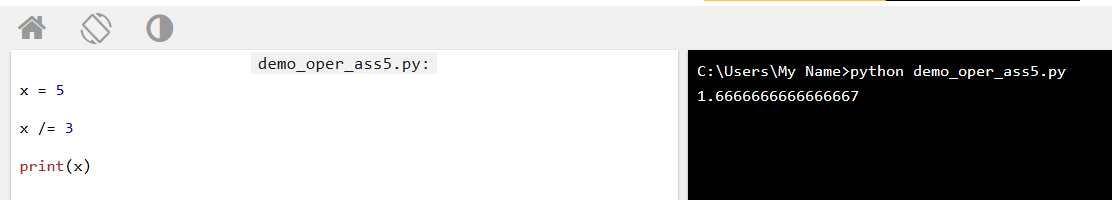 demo_oper_ass5.py:
x = 5
x /= 3
print(x)
C:\Users\My Name>python demo_oper_ass5.py
1.6666666666666667